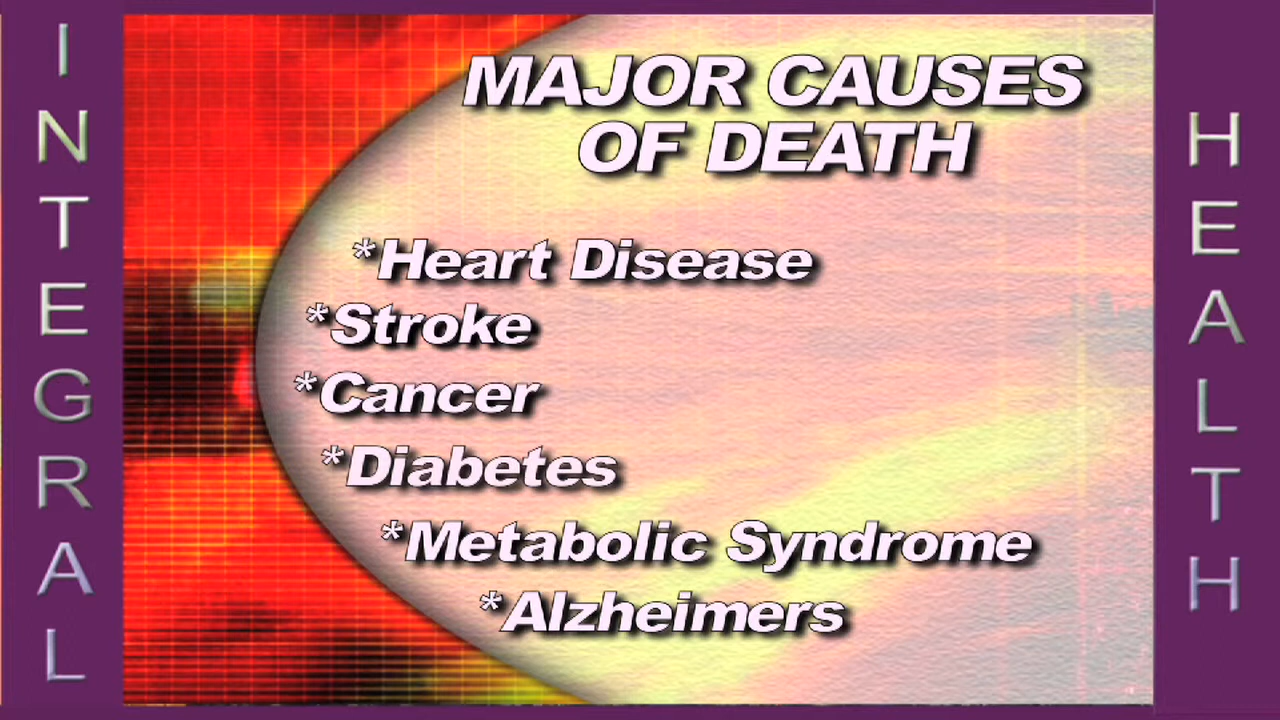 INTEGRAL
MAJOR CAUSES
OF DEATH
*Heart Disease
*Stroke
*Cancer
*Diabetes
*Metabolic Syndrome
*Alzheimers
HEALTH